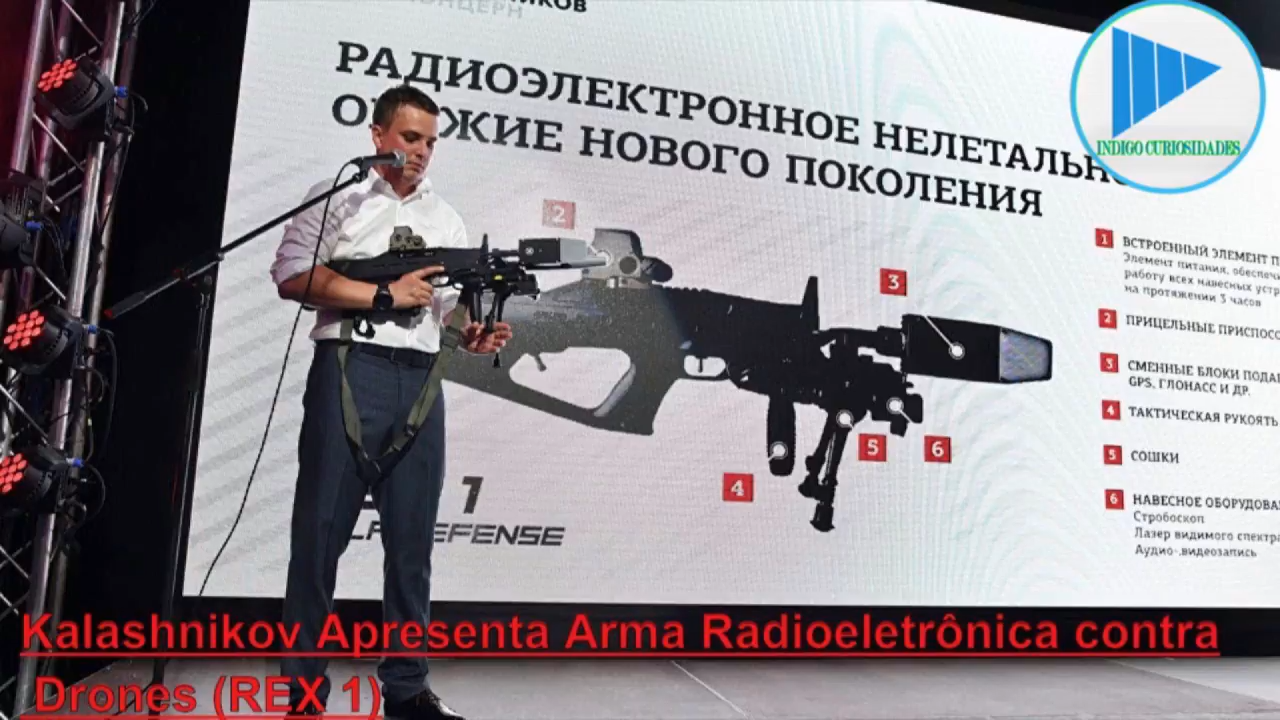 РАДИОЭЛЕКТРОННОЕ НЕЛЕТАЛЬН
НОВОГО ПОКОЛЕНИЯ
INDIGO CURIOSIDADES
2
3
4
5
6
1 ВСТРОЕННЫЙ ЭЛЕМЕНТ П
Элемент питания, обеспечи
работу всех навесных устр
на протяжении 3 часов
2 ПРИЦЕЛЬНЫЕ ПРИСПОС
3 СМЕННЫЕ БЛОКИ ПОДА
GPS, ГЛОНАСС И ДР.
4 ТАКТИЧЕСКАЯ РУКОЯТЬ
5 СОШКИ
6 НАВЕСНОЕ ОБОРУДОВА
Стробоскоп
Лазер видимого спектра
Аудио-,видеозапись
1
EFENSE
Kalashnikov Apresenta Arma Radioeletrônica contra
Drones (REX 1)